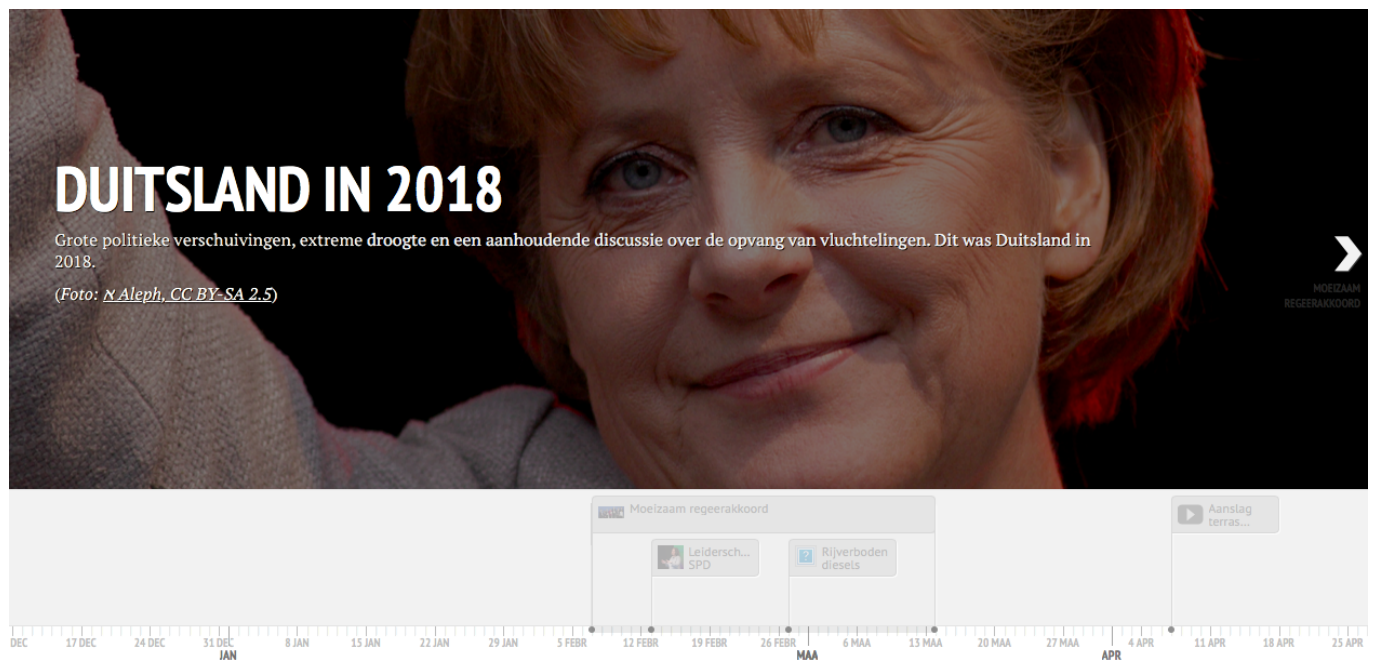 DUITSLAND IN 2018
Grote politieke verschuivingen, extreme droogte en een aanhoudende discussie over de opvang van vluchtelingen. Dit was Duitsland in
2018.
(Foto: א Aleph, CC BY-SA 2.5)
MOEIZAAM
REGEERAKKOORD
Moeizaam regeerakkoord
Aanslag
terras...
Leidersch...
SPD
?
Rijverboden
diesels
DEC 17 DEC 24 DEC 31 DEC 8 JAN 15 JAN 22 JAN 29 JAN 5 FEBR 12 FEBR 19 FEBR 26 FEBR 6 MAA 13 MAA 20 MAA 27 MAA 4 APR 11 APR 18 APR 25 APR
JAN MAA APR